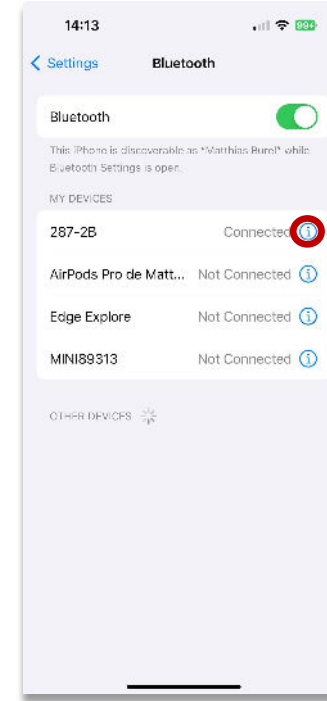 14:13
99+
Settings
Bluetooth
Bluetooth
This iPhone is discoverable as "Matthias Burel" while
Bluetooth Settings is open.
MY DEVICES
287-2B Connected
AirPods Pro de Matt... Not Connected
Edge Explore Not Connected
MINI89313 Not Connected
OTHER DEVICES